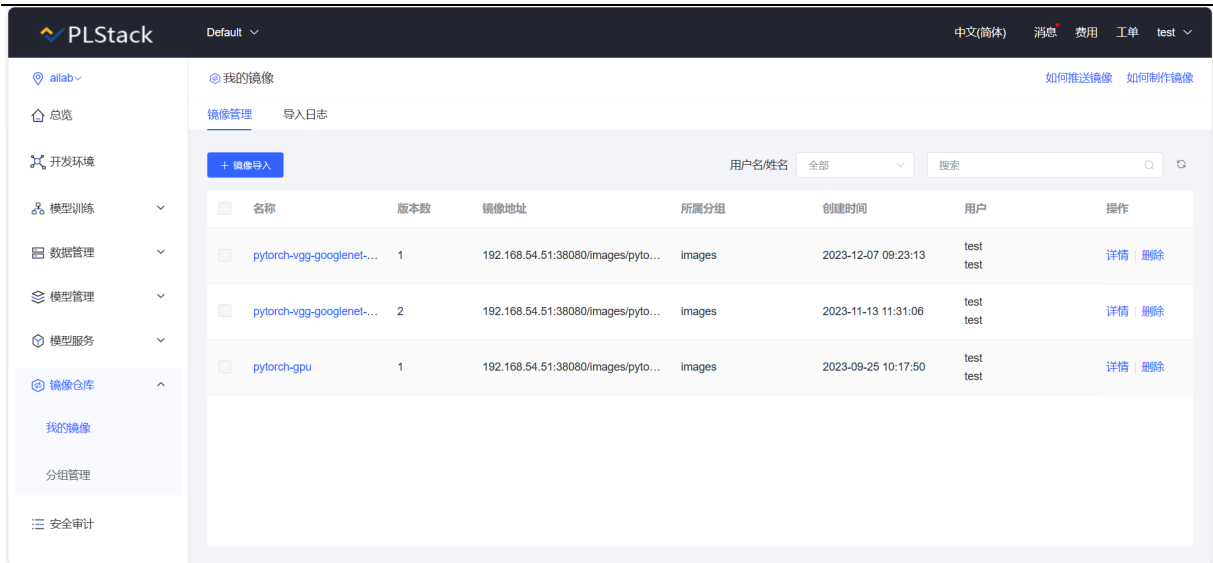 PLStack Default 中文(简体) 消息 费用 工单 test
ailab 我的镜像 如何推送镜像 如何制作镜像
总览 镜像管理 导入日志
开发环境 + 镜像导入 用户名/姓名 全部 搜索
模型训练 名称 版本数 镜像地址 所属分组 创建时间 用户 操作
数据管理 pytorch-vgg-googlenet-... 1 192.168.54.51:38080/images/pyto... images 2023-12-07 09:23:13 test 详情 删除
test
模型管理 pytorch-vgg-googlenet-... 2 192.168.54.51:38080/images/pyto... images 2023-11-13 11:31:06 test 详情 删除
test
模型服务
pytorch-gpu 1 192.168.54.51:38080/images/pyto... images 2023-09-25 10:17:50 test 详情 删除
test
镜像仓库
我的镜像
分组管理
安全审计